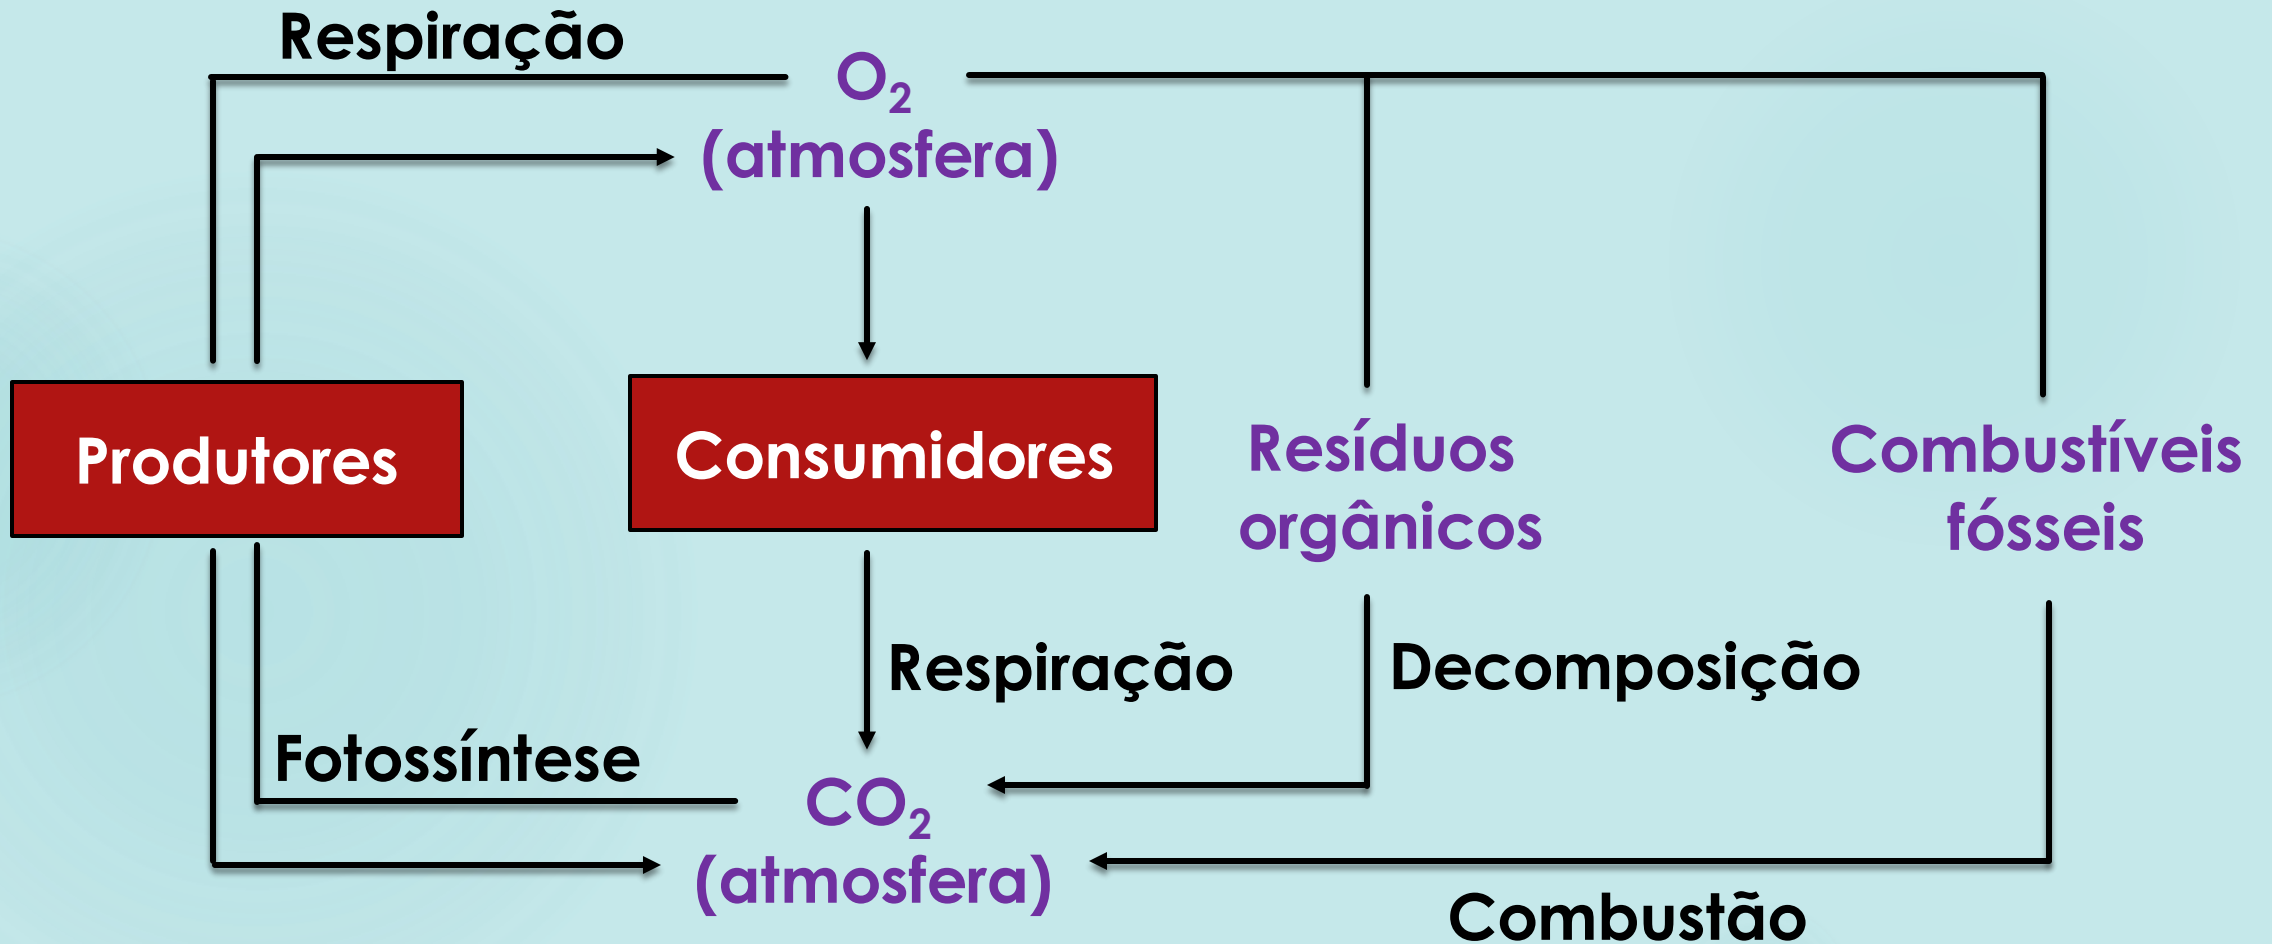 Respiração
O₂
(atmosfera)
Produtores
Consumidores
Resíduos
orgânicos
Combustíveis
fósseis
Respiração
Decomposição
Fotossíntese
CO₂
(atmosfera)
Combustão